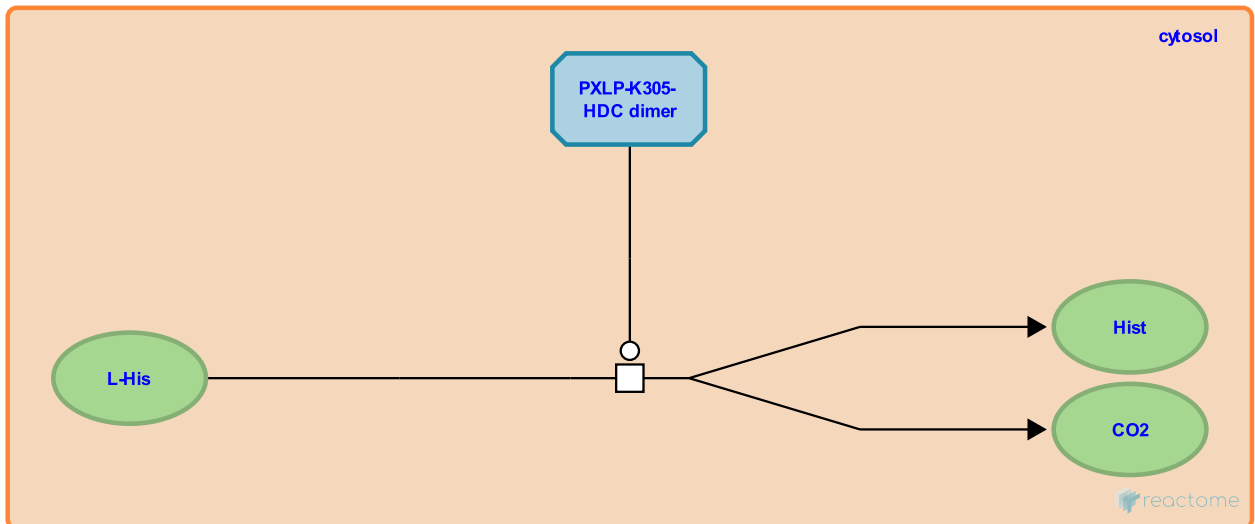 cytosol
PXLP-K305-
HDC dimer
Hist
L-His
CO2
reactome